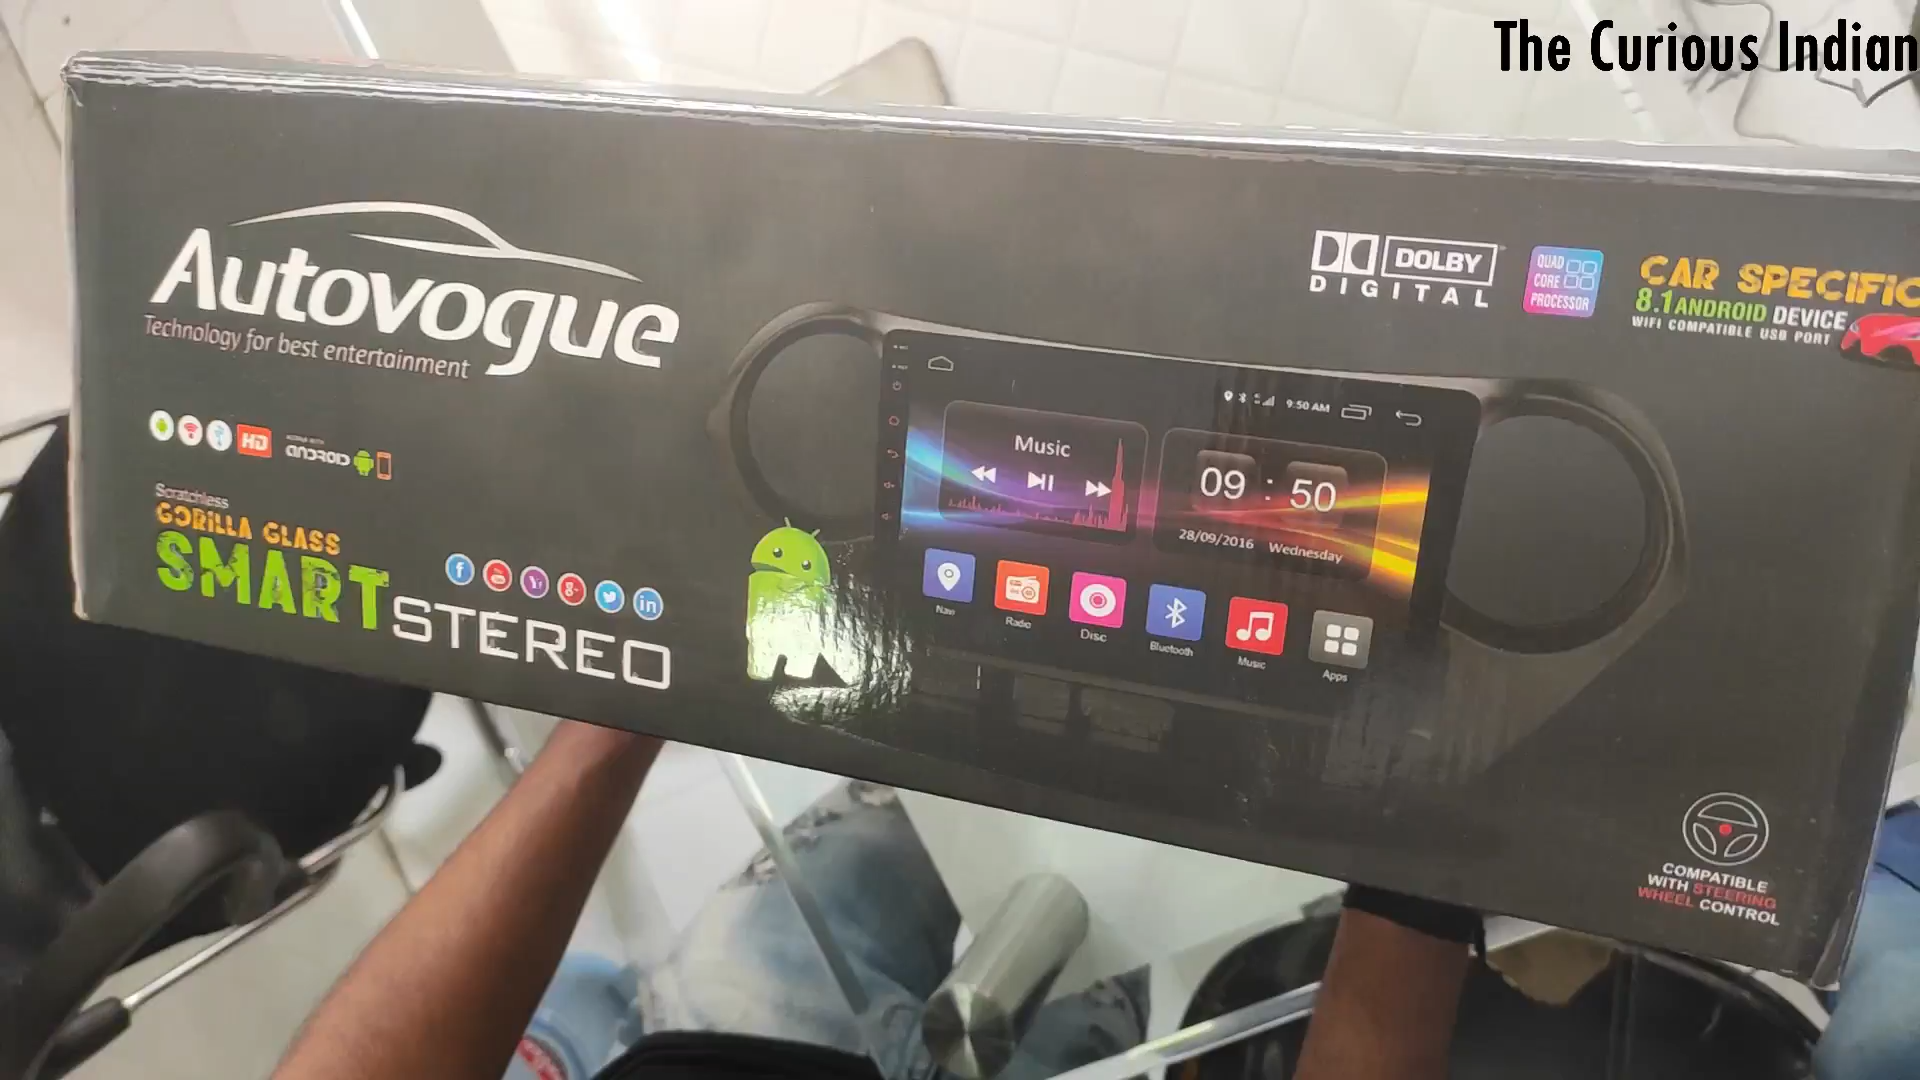 The Curious Indian
Autovogue
Technology for best entertainment
HD
ANDROID
Scratchless
GORILLA GLASS
SMART STEREO
DOLBY
DIGITAL
QUAD
CORE
PROCESSOR
CAR SPECIFIC
8.1 ANDROID DEVICE
WIFI COMPATIBLE USB PORT
9:50 AM
Music
09 : 50
28/09/2016 Wednesday
Navi
Radio
Disc
Bluetooth
Music
Apps
COMPATIBLE
WITH STEERING
WHEEL CONTROL